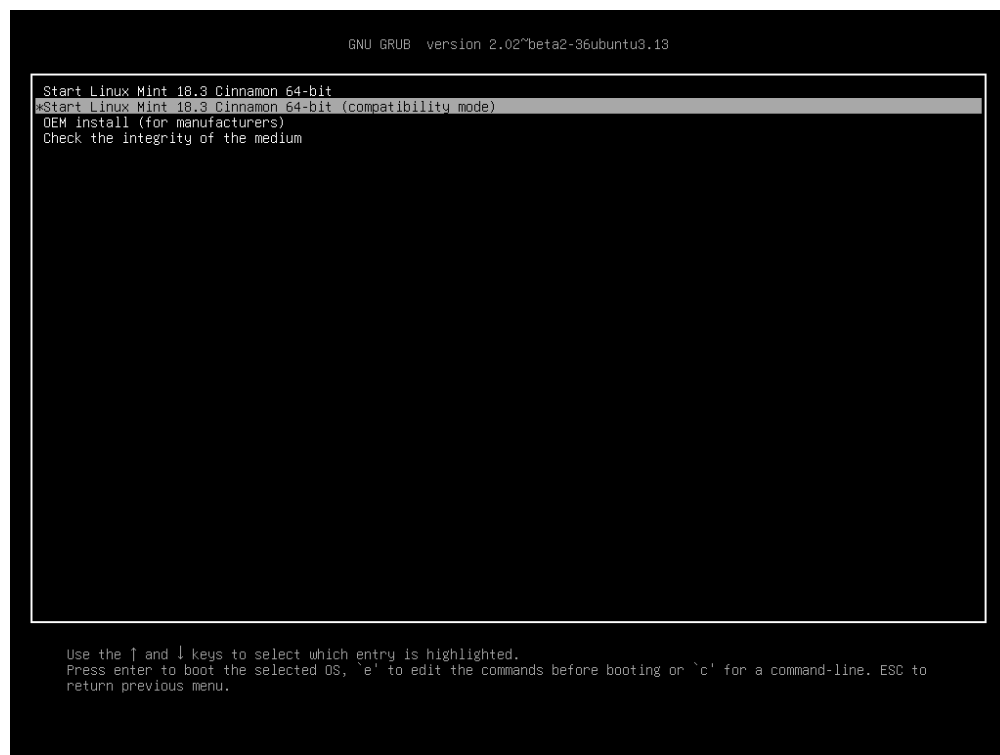 GNU GRUB version 2.02~beta2-36ubuntu3.13
Start Linux Mint 18.3 Cinnamon 64-bit
*Start Linux Mint 18.3 Cinnamon 64-bit (compatibility mode)
OEM install (for manufacturers)
Check the integrity of the medium
Use the ↑ and ↓ keys to select which entry is highlighted.
Press enter to boot the selected OS, `e' to edit the commands before booting or `c' for a command-line. ESC to
return previous menu.